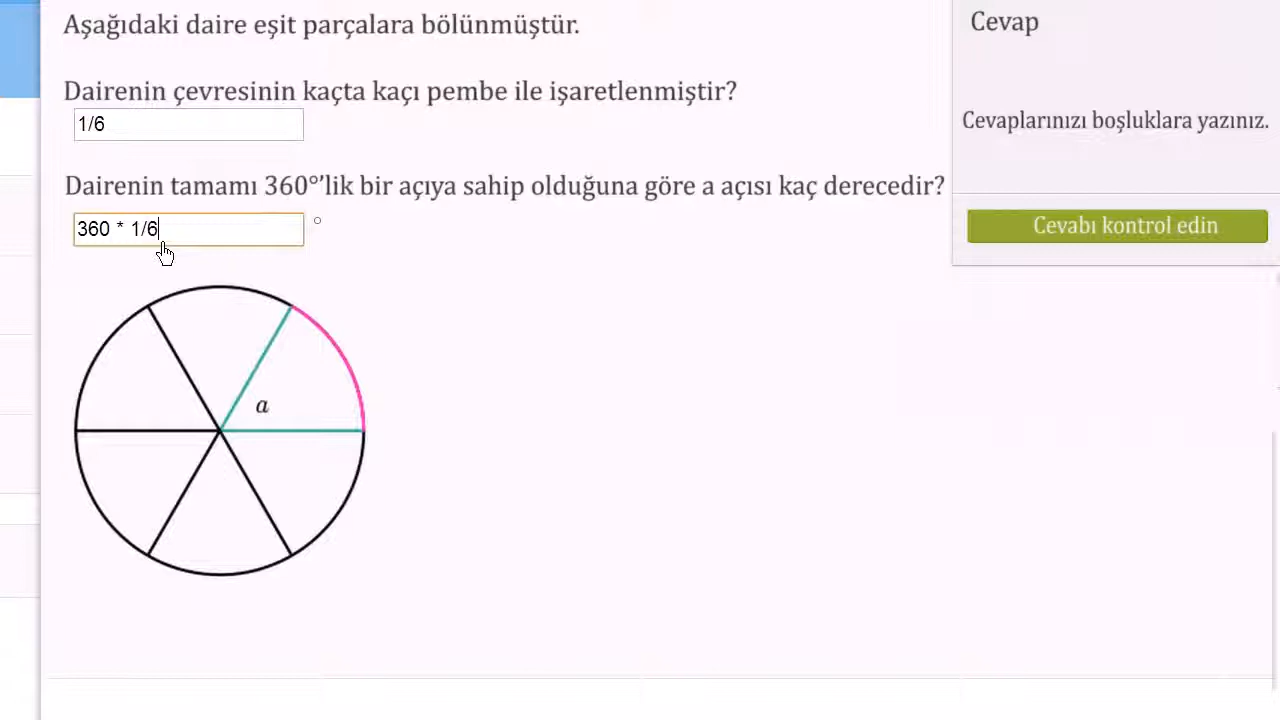 Aşağıdaki daire eşit parçalara bölünmüştür.
Dairenin çevresinin kaçta kaçı pembe ile işaretlenmiştir?
1/6
Dairenin tamamı 360°’lik bir açıya sahip olduğuna göre a açısı kaç derecedir?
360 * 1/6 °
a
Cevap
Cevaplarınızı boşluklara yazınız.
Cevabı kontrol edin